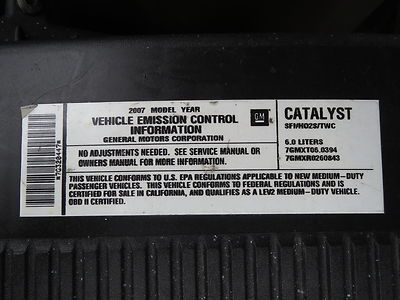 2007 MODEL YEAR
VEHICLE EMISSION CONTROL
INFORMATION
GENERAL MOTORS CORPORATION
GM
CATALYST
SFI/HO2S/TWC
NO ADJUSTMENTS NEEDED. SEE SERVICE MANUAL OR
OWNERS MANUAL FOR MORE INFORMATION.
6.0 LITERS
7GMXT06.0394
7GMXR0260843
THIS VEHICLE CONFORMS TO U.S. EPA REGULATIONS APPLICABLE TO NEW MEDIUM-DUTY
PASSENGER VEHICLES. THIS VEHICLE CONFORMS TO FEDERAL REGULATIONS AND IS
CERTIFIED FOR SALE IN CALIFORNIA, AND QUALIFIES AS A LEV2 MEDIUM-DUTY VEHICLE.
OBD II CERTIFIED.